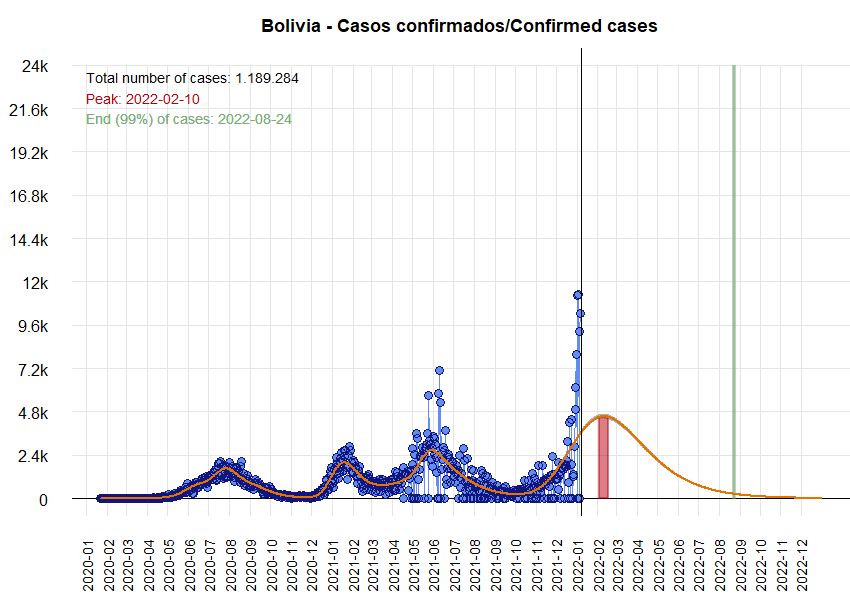 Bolivia - Casos confirmados/Confirmed cases
24k
21.6k
19.2k
16.8k
14.4k
12k
9.6k
7.2k
4.8k
2.4k
0
Total number of cases: 1.189.284
Peak: 2022-02-10
End (99%) of cases: 2022-08-24
2020-01
2020-02
2020-03
2020-04
2020-05
2020-06
2020-07
2020-08
2020-09
2020-10
2020-11
2020-12
2021-01
2021-02
2021-03
2021-04
2021-05
2021-06
2021-07
2021-08
2021-09
2021-10
2021-11
2021-12
2022-01
2022-02
2022-03
2022-04
2022-05
2022-06
2022-07
2022-08
2022-09
2022-10
2022-11
2022-12